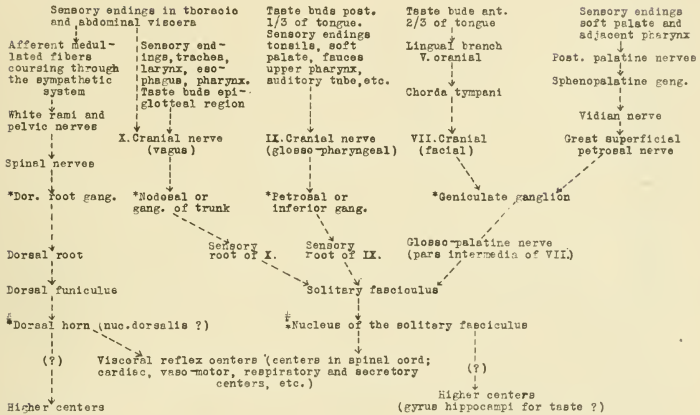 Sensory endings in thoracic
and abdominal viscera
Afferent medul-
lated fibers
coursing through
the sympathetic
system
White rami and
pelvic nerves
Spinal nerves
*Dor. root gang.
Dorsal root
Dorsal funiculus
*Dorsal horn (nuc.dorsalis ?)
(?)
Higher centers
Sensory end-
ings,trachea,
larynx, eso-
phagus, pharynx.
Taste buds epi-
glotteal region
X.Cranial nerve
(vagus)
*Nodosal or
gang. of trunk
Sensory
root of X.
Taste buds post.
1/3 of tongue.
Sensory endings
tonsils, soft
palate, fauces
upper pharynx,
auditory tube,etc.
IX.Cranial nerve
(glosso-pharyngeal)
*Petrosal or
inferior gang.
Sensory
root of IX.
Taste buds ant.
2/3 of tongue
Lingual branch
V.cranial
Chorda tympani
VII.Cranial
(facial)
*Geniculate ganglion
Glosso-palatine nerve
(pars intermedia of VII.)
Sensory endings
soft palate and
adjacent pharynx
Post. palatine nerves
Sphenopalatine gang.
Vidian nerve
Great superficial
petrosal nerve
Solitary fasciculus
*Nucleus of the solitary fasciculus
Visceral reflex centers (centers in spinal cord;
cardiac, vaso-motor, respiratory and secretory
centers, etc.)
(?)
Higher centers
(gyrus hippocampi for taste ?)